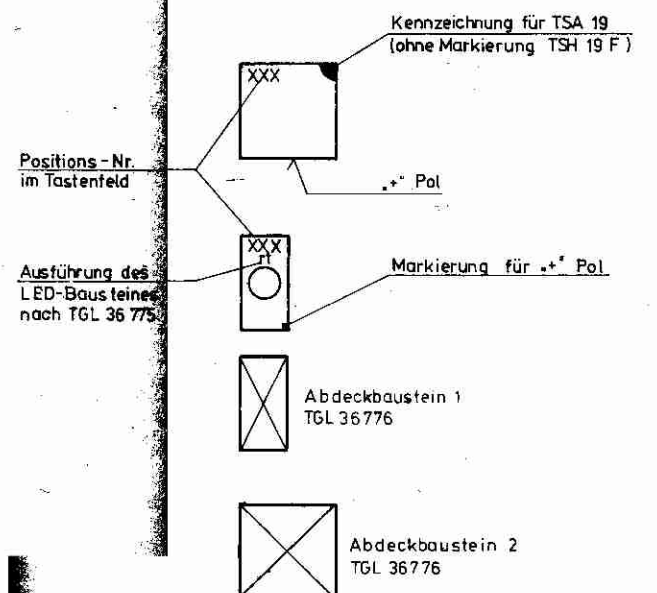 Kennzeichnung für TSA 19
(ohne Markierung TSH 19 F )
XXX
Positions-Nr.
im Tastenfeld
„+“ Pol
XXX
rt
Ausführung des
LED-Bausteines
nach TGL 36 775
Markierung für „+“ Pol
Abdeckbaustein 1
TGL 36776
Abdeckbaustein 2
TGL 36776